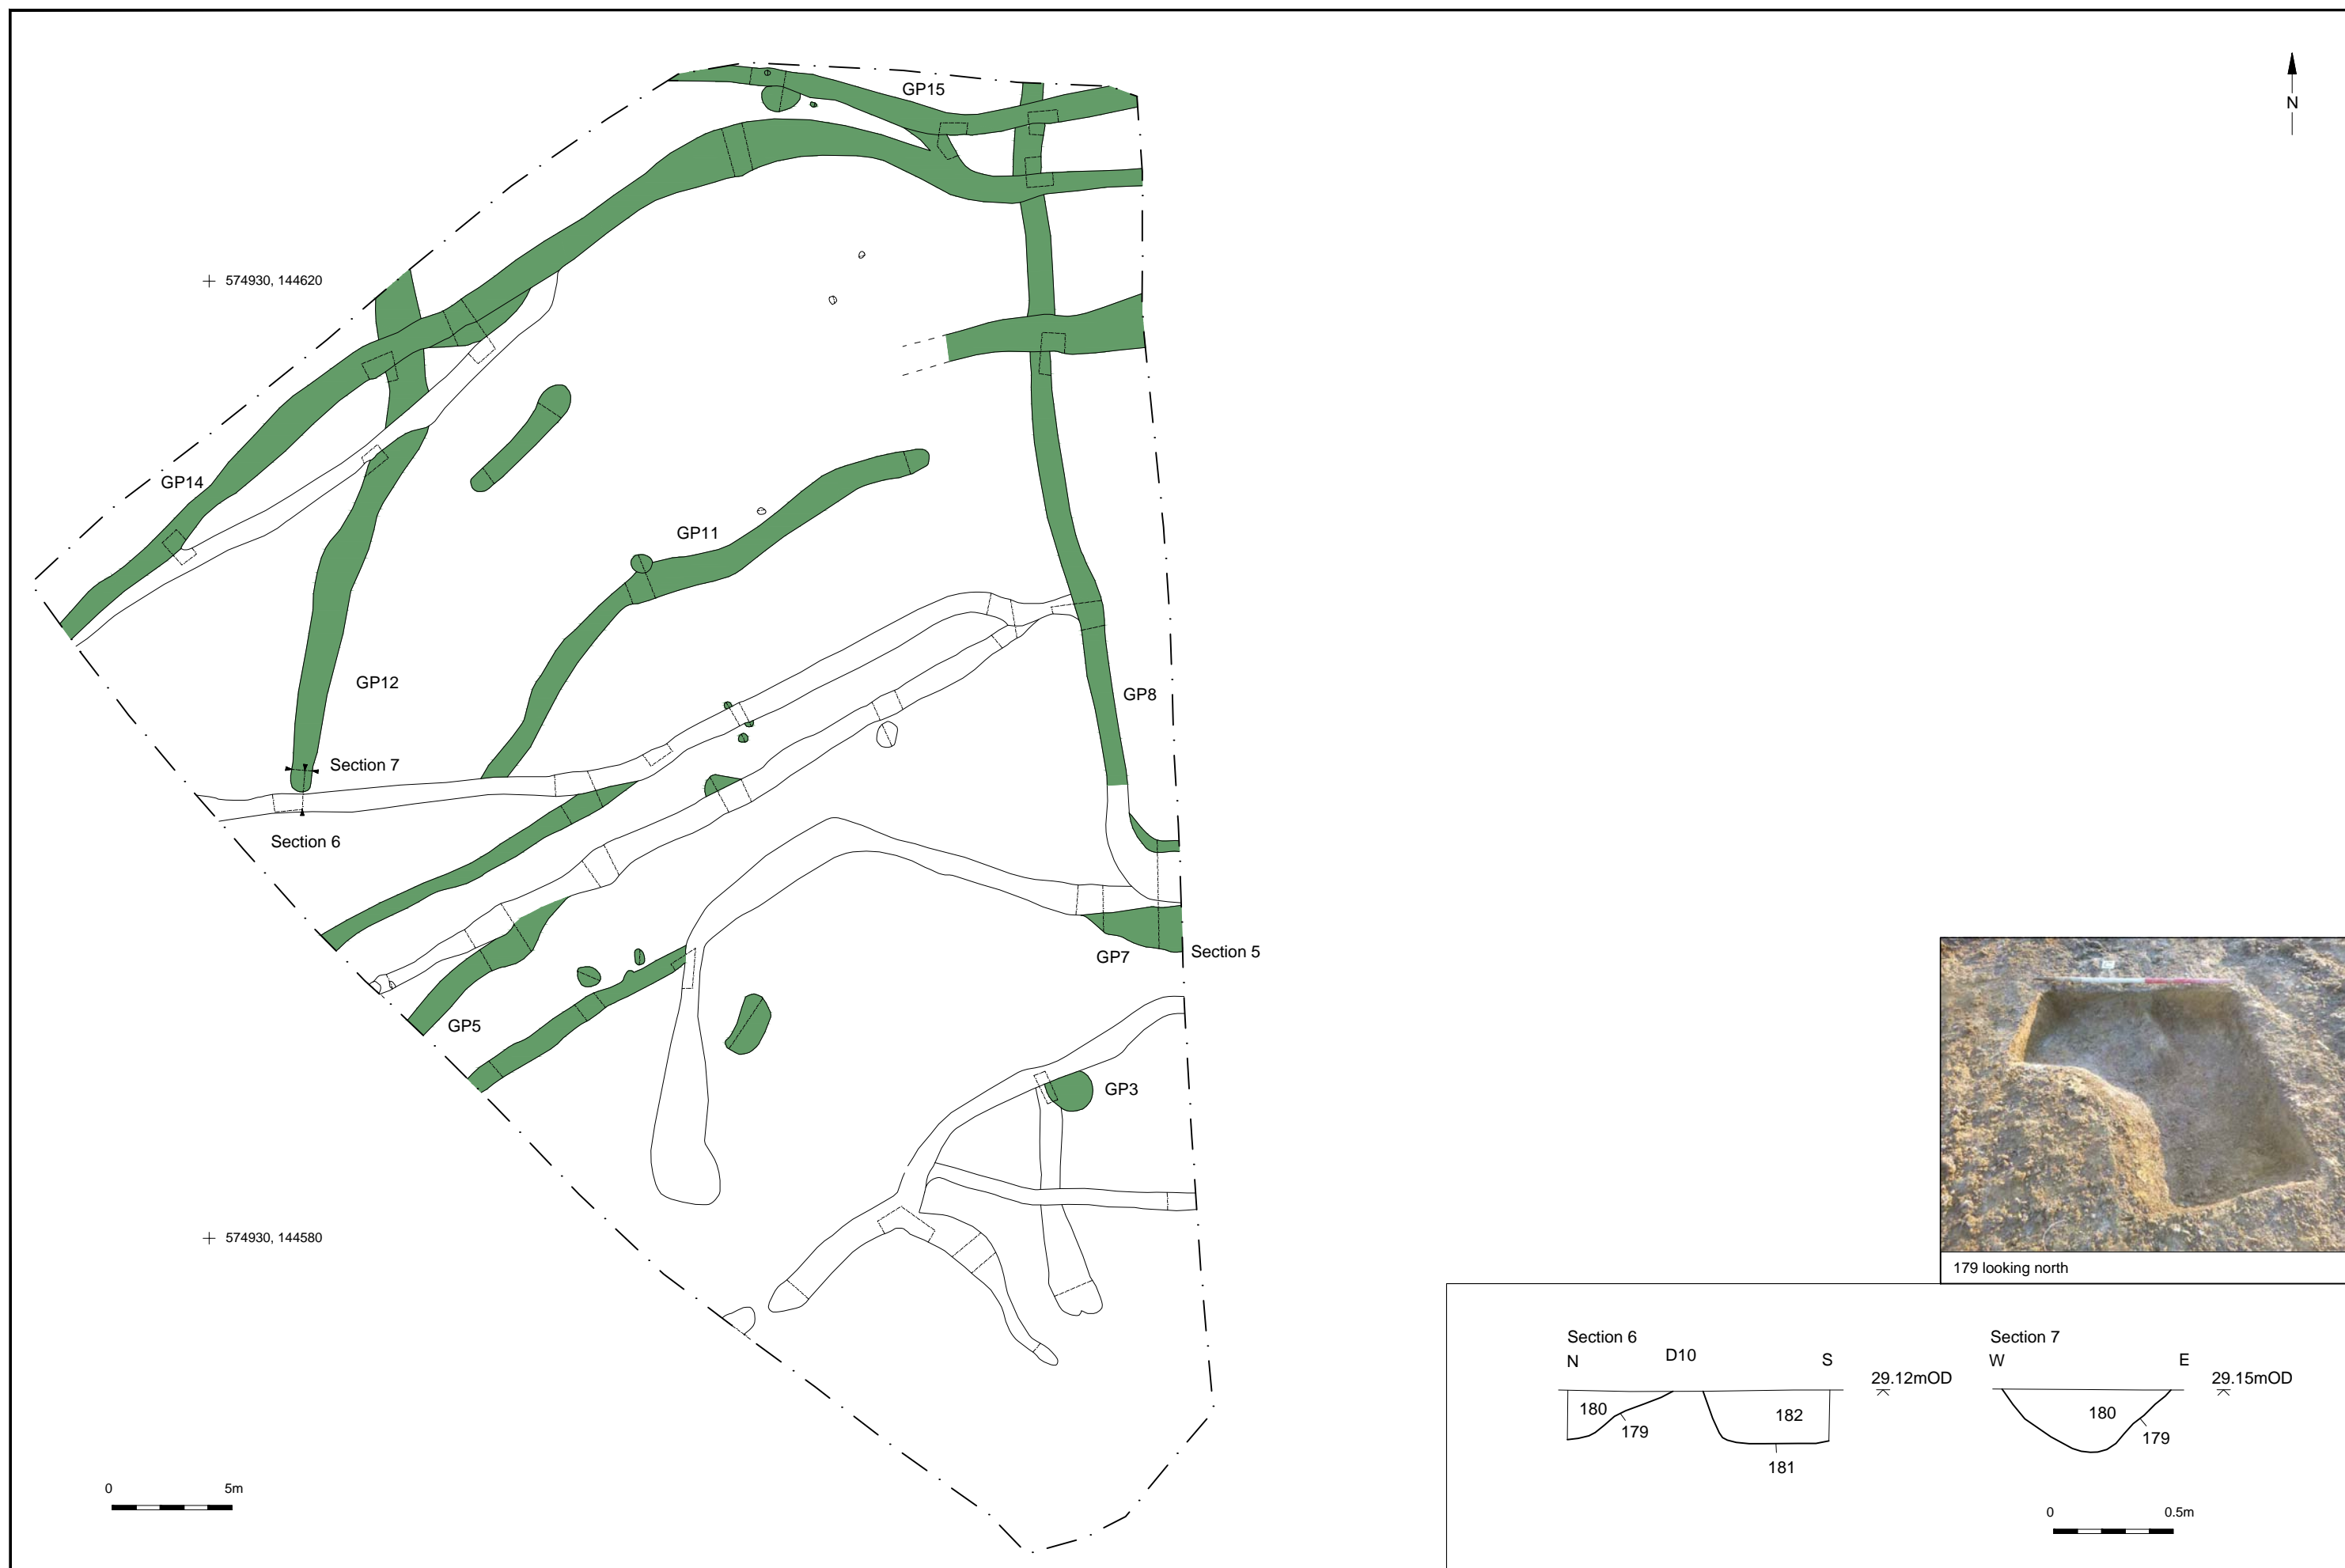 GP15
N
574930, 144620
GP14
GP11
GP12
GP8
Section 7
Section 6
GP7
Section 5
GP5
GP3
574930, 144580
0 5m
179 looking north
Section 6
N D10 S
29.12mOD
180
179
182
181
Section 7
W E
29.15mOD
180
179
0 0.5m